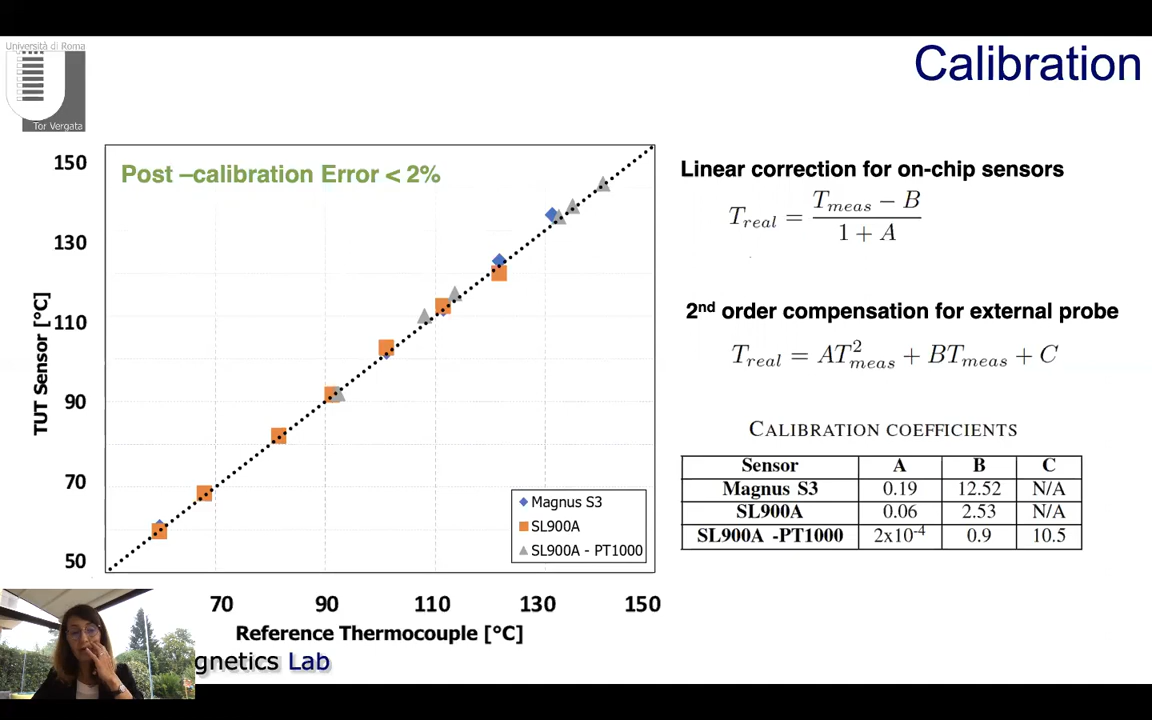 Università di Roma
Tor Vergata
Calibration
Post –calibration Error < 2%
150
130
110
90
70
50
TUT Sensor [°C]
Magnus S3
SL900A
SL900A - PT1000
70 90 110 130 150
Reference Thermocouple [°C]
gnetics Lab
Linear correction for on-chip sensors
T_real = (T_meas − B) / (1 + A)
2nd order compensation for external probe
T_real = AT²_meas + BT_meas + C
CALIBRATION COEFFICIENTS
Sensor A B C
Magnus S3 0.19 12.52 N/A
SL900A 0.06 2.53 N/A
SL900A -PT1000 2x10⁻⁴ 0.9 10.5